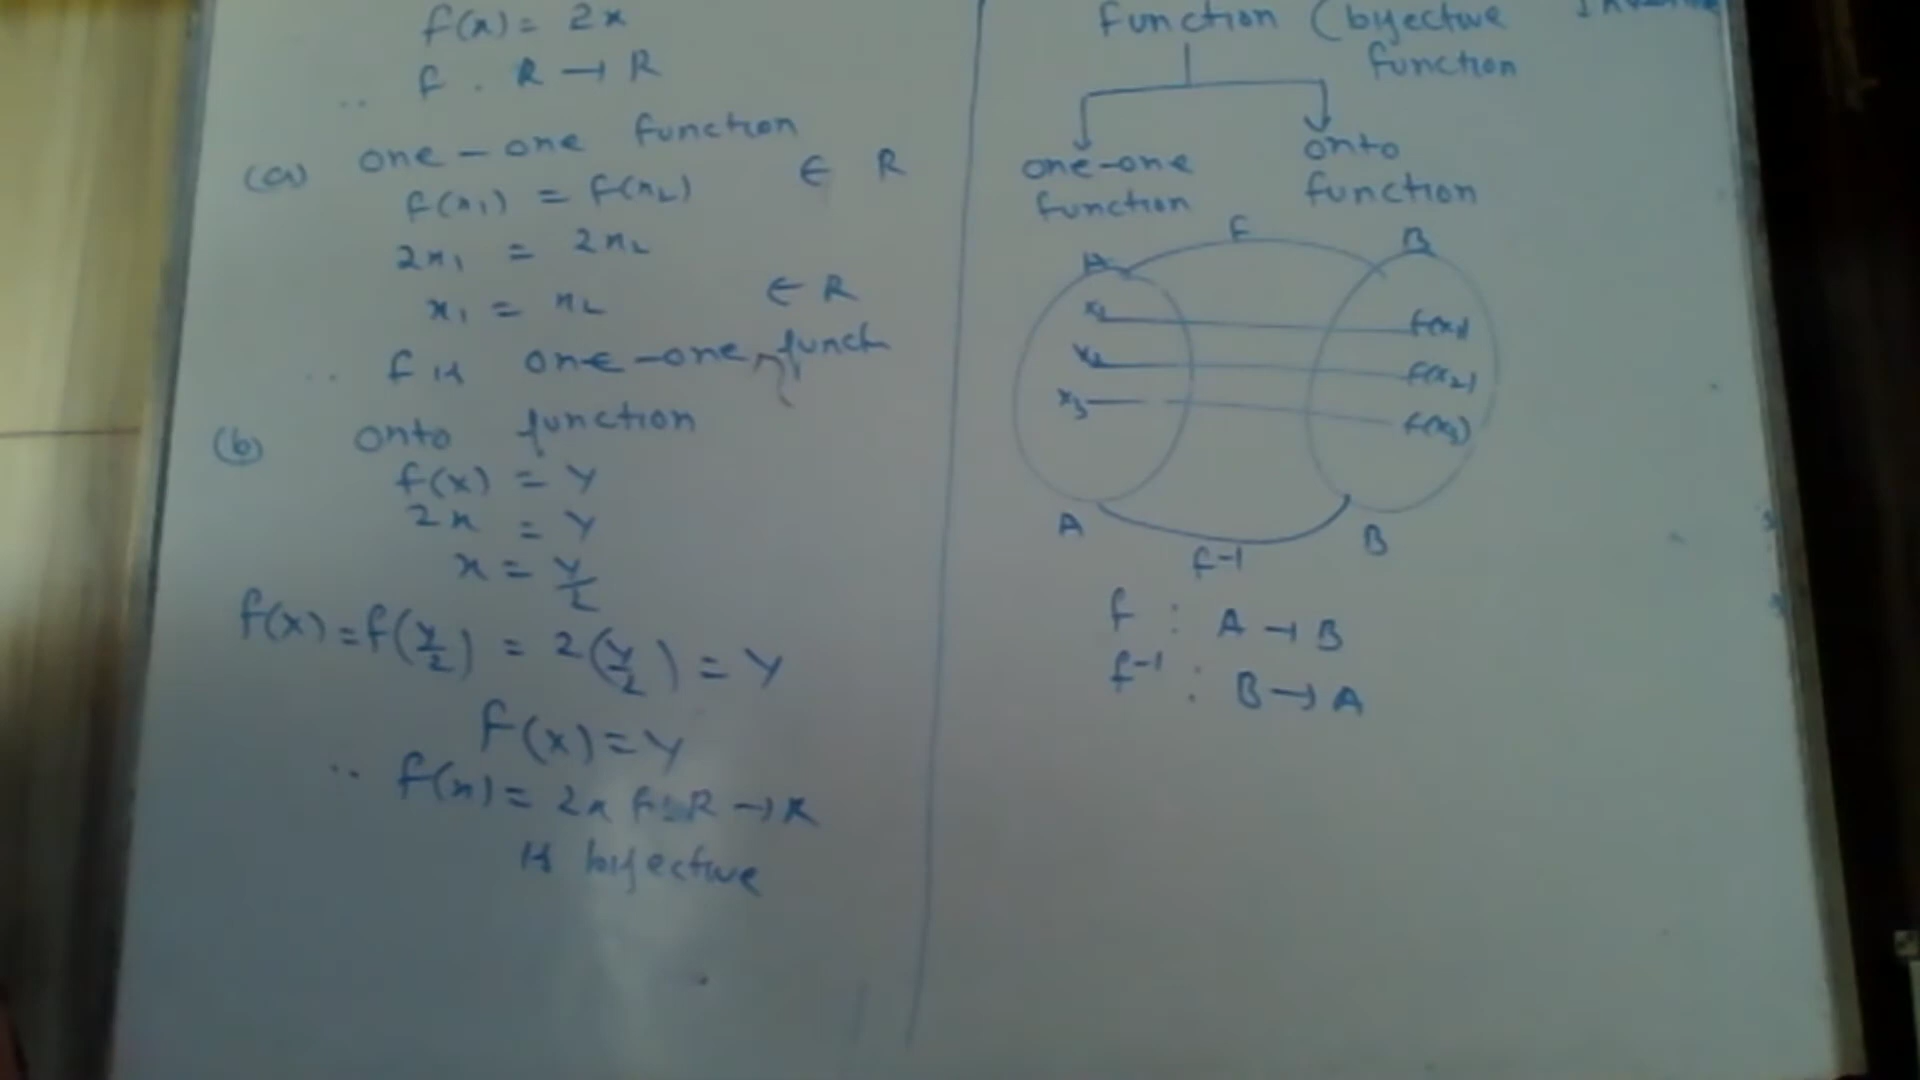 f(x) = 2x
f . R → R
(a) one-one function
f(x₁) = f(x₂) ∈ R
2x₁ = 2x₂
x₁ = x₂ ∈ R
∴ f is one-one funct
(b) onto function
f(x) = y
2x = y
x = y/2
f(x) = f(y/2) = 2(y/2) = y
f(x) = y
∴ f(x) = 2x f: R → R
is bijective
function (bijective
function
one-one
function
onto
function
f
A B
x₁ f(x₁)
x₂ f(x₂)
x₃ f(x₃)
A B
f-1
f : A → B
f-1 : B → A